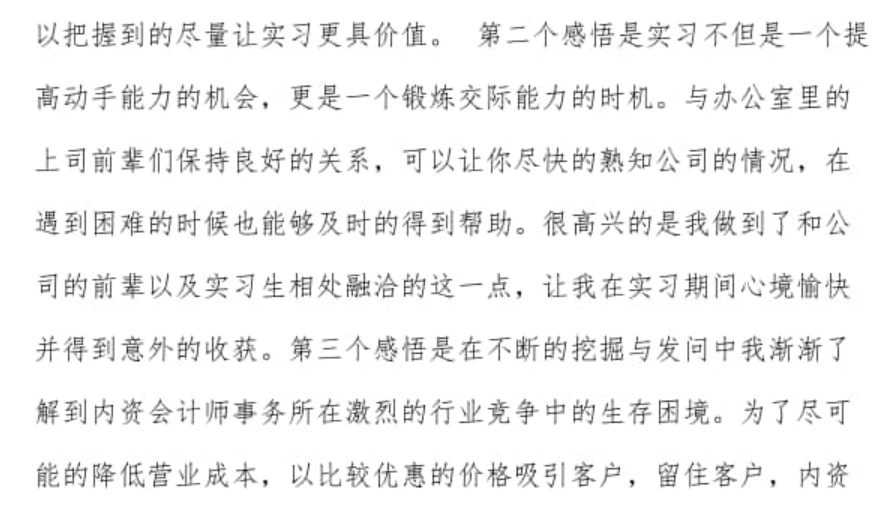 以把握到的尽量让实习更具价值。 第二个感悟是实习不但是一个提
高动手能力的机会，更是一个锻炼交际能力的时机。与办公室里的
上司前辈们保持良好的关系，可以让你尽快的熟知公司的情况，在
遇到困难的时候也能够及时的得到帮助。很高兴的是我做到了和公
司的前辈以及实习生相处融洽的这一点，让我在实习期间心境愉快
并得到意外的收获。第三个感悟是在不断的挖掘与发问中我渐渐了
解到内资会计师事务所在激烈的行业竞争中的生存困境。为了尽可
能的降低营业成本，以比较优惠的价格吸引客户，留住客户，内资